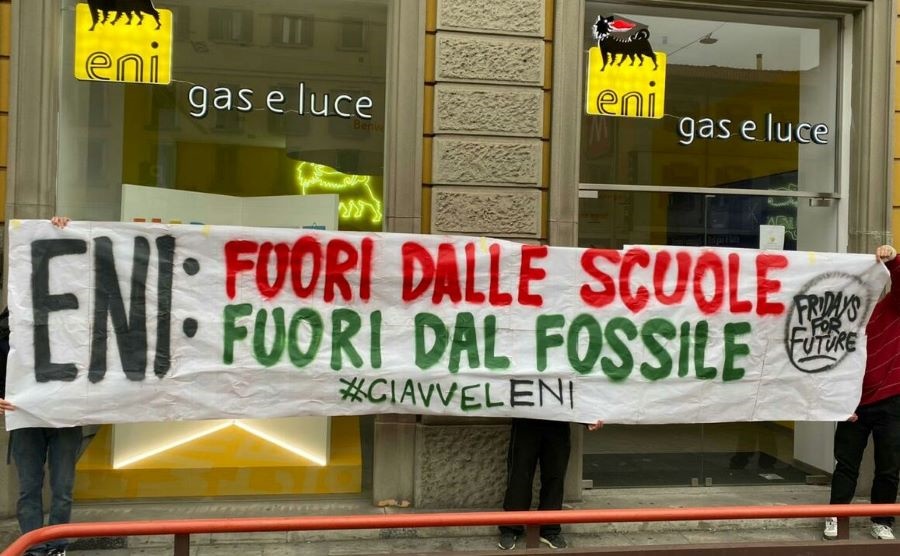 eni
gas e luce
eni
gas e luce
ENI:
FUORI DALLE SCUOLE
FUORI DAL FOSSILE
#CIAVVELENI
FRIDAYS
FOR
FUTURE